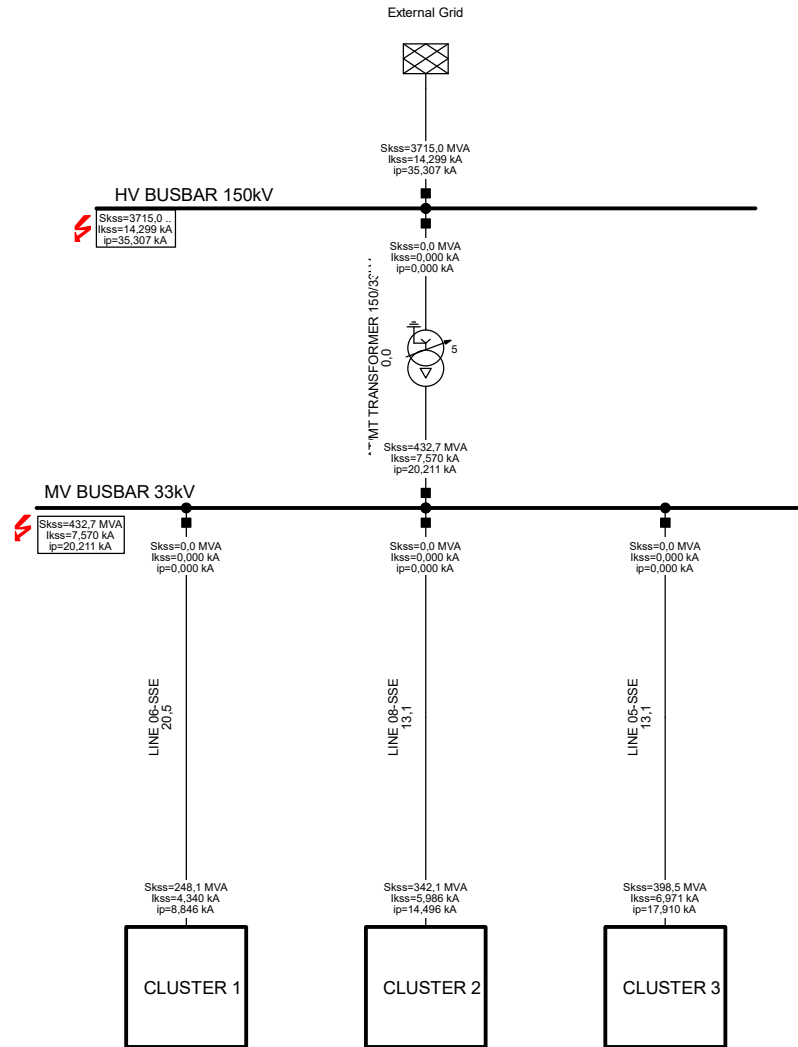 External Grid
Skss=3715,0 MVA
Ikss=14,299 kA
ip=35,307 kA
HV BUSBAR 150kV
Skss=3715,0 ..
Ikss=14,299 kA
ip=35,307 kA
Skss=0,0 MVA
Ikss=0,000 kA
ip=0,000 kA
TRANSFORMER
0,0
5
Skss=432,7 MVA
Ikss=7,570 kA
ip=20,211 kA
MV BUSBAR 33kV
Skss=432,7 MVA
Ikss=7,570 kA
ip=20,211 kA
Skss=0,0 MVA
Ikss=0,000 kA
ip=0,000 kA
Skss=0,0 MVA
Ikss=0,000 kA
ip=0,000 kA
Skss=0,0 MVA
Ikss=0,000 kA
ip=0,000 kA
LINE 06-SSE
20,5
LINE 08-SSE
13,1
LINE 05-SSE
13,1
Skss=248,1 MVA
Ikss=4,340 kA
ip=8,846 kA
Skss=342,1 MVA
Ikss=5,986 kA
ip=14,496 kA
Skss=398,5 MVA
Ikss=6,971 kA
ip=17,910 kA
CLUSTER 1
CLUSTER 2
CLUSTER 3